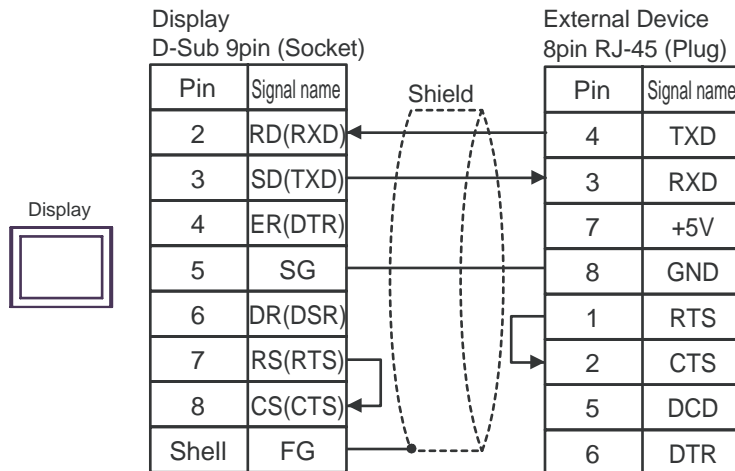 Display
D-Sub 9pin (Socket)
External Device
8pin RJ-45 (Plug)
Pin Signal name Shield Pin Signal name
2 RD(RXD) 4 TXD
3 SD(TXD) 3 RXD
Display
4 ER(DTR) 7 +5V
5 SG 8 GND
6 DR(DSR) 1 RTS
7 RS(RTS) 2 CTS
8 CS(CTS) 5 DCD
Shell FG 6 DTR